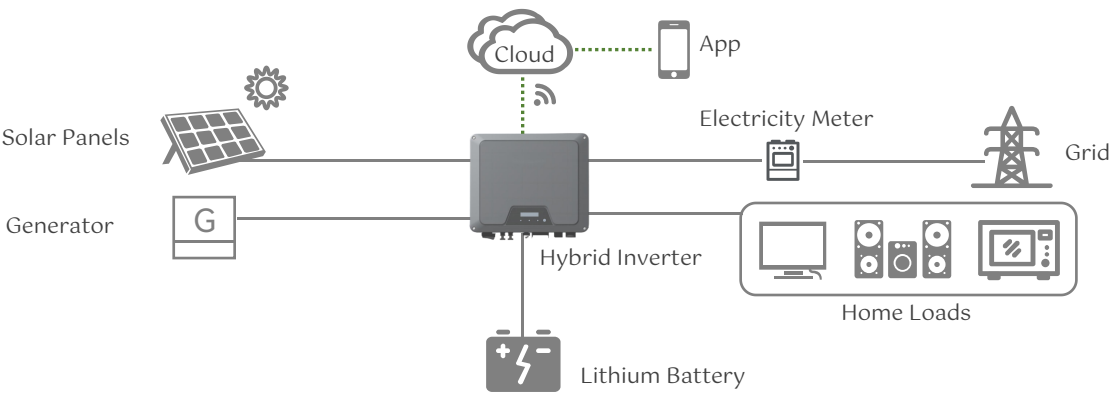 Cloud
App
Electricity Meter
Solar Panels
Grid
Generator
G
Hybrid Inverter
Home Loads
Lithium Battery